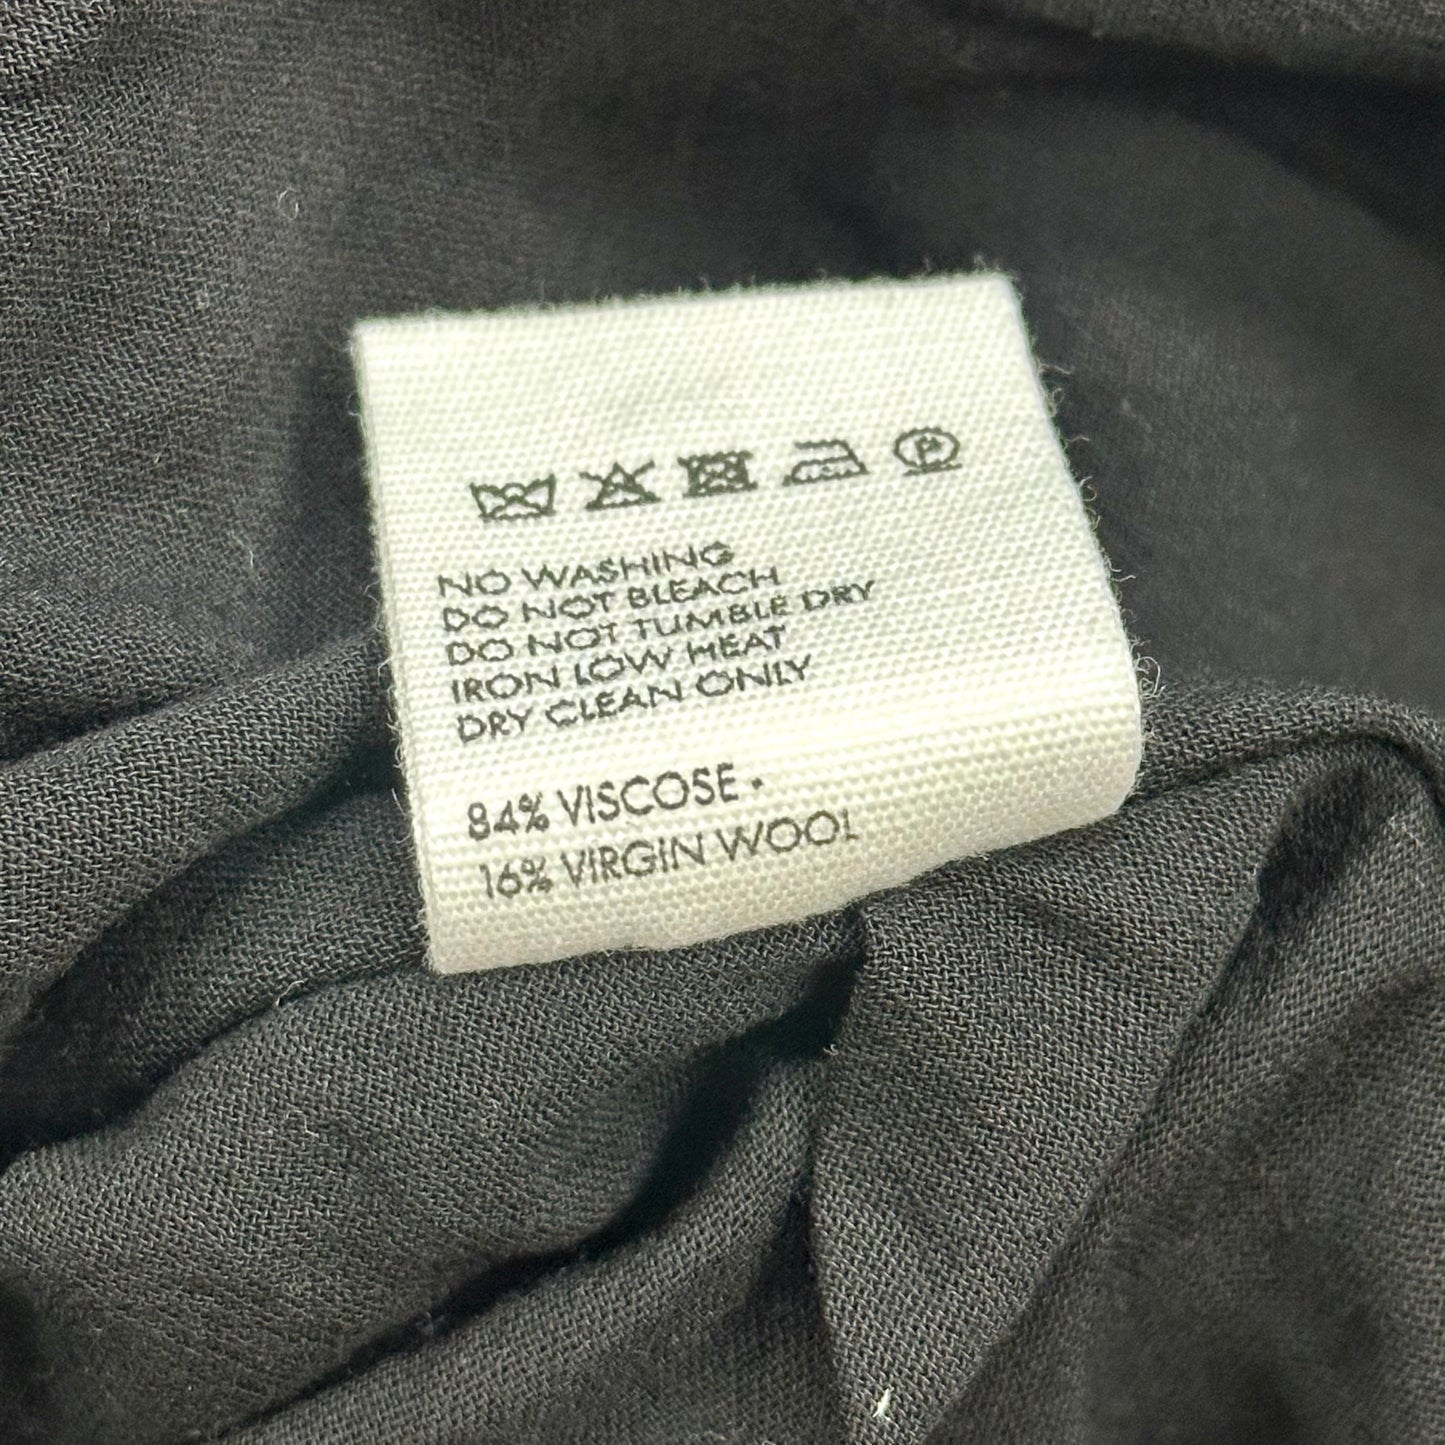 P
NO WASHING
DO NOT BLEACH
DO NOT TUMBLE DRY
IRON LOW HEAT
DRY CLEAN ONLY
84% VISCOSE .
16% VIRGIN WOOL